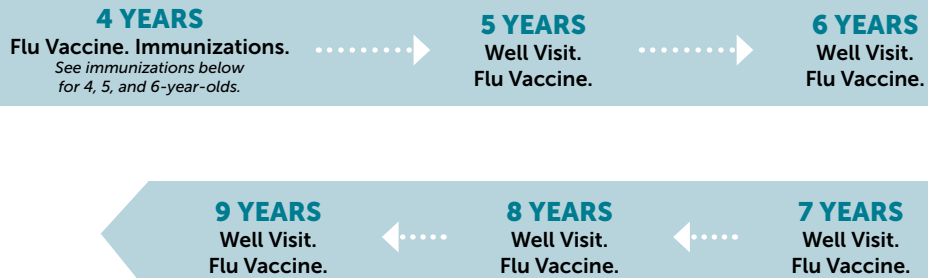 4 YEARS
Flu Vaccine. Immunizations.
See immunizations below
for 4, 5, and 6-year-olds.
5 YEARS
Well Visit.
Flu Vaccine.
6 YEARS
Well Visit.
Flu Vaccine.
7 YEARS
Well Visit.
Flu Vaccine.
8 YEARS
Well Visit.
Flu Vaccine.
9 YEARS
Well Visit.
Flu Vaccine.